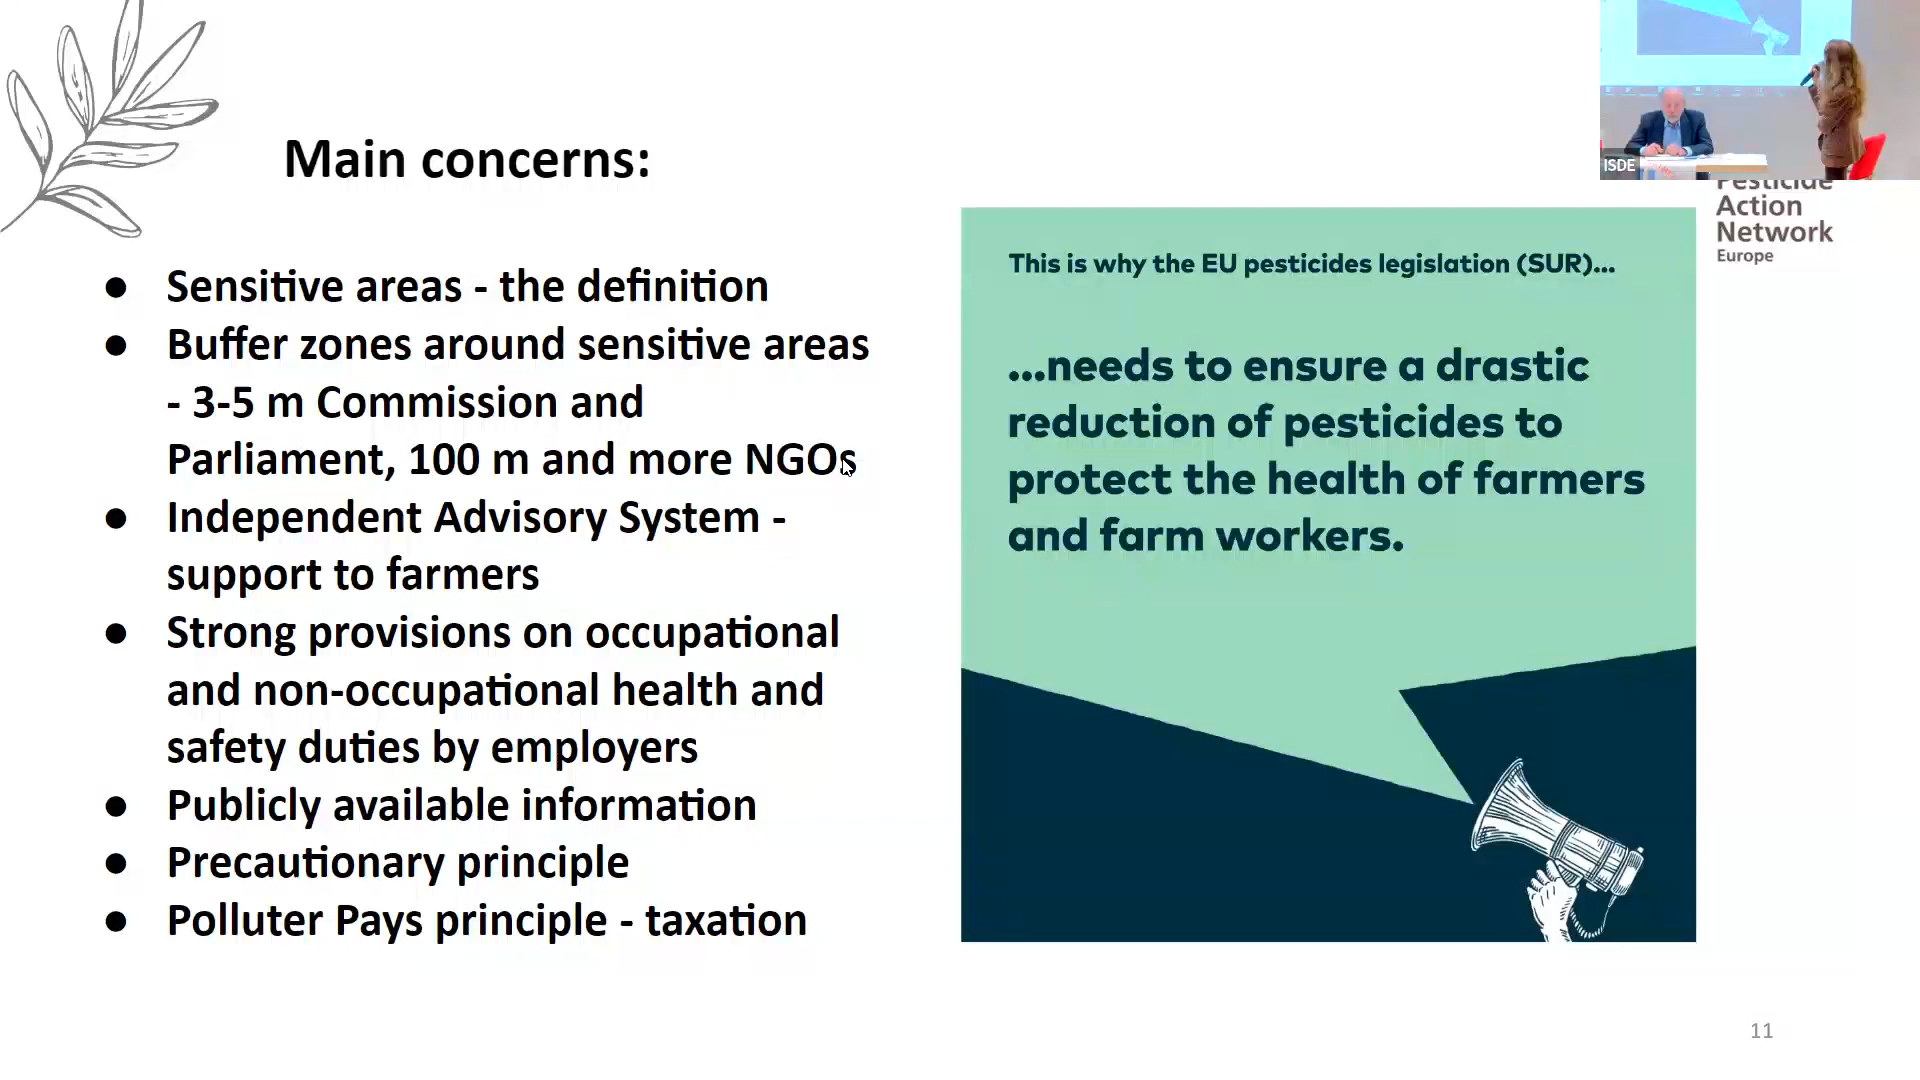 Main concerns:
● Sensitive areas - the definition
● Buffer zones around sensitive areas
- 3-5 m Commission and
Parliament, 100 m and more NGOs
● Independent Advisory System -
support to farmers
● Strong provisions on occupational
and non-occupational health and
safety duties by employers
● Publicly available information
● Precautionary principle
● Polluter Pays principle - taxation
This is why the EU pesticides legislation (SUR)...
...needs to ensure a drastic
reduction of pesticides to
protect the health of farmers
and farm workers.
ISDE
Pesticide
Action
Network
Europe
11